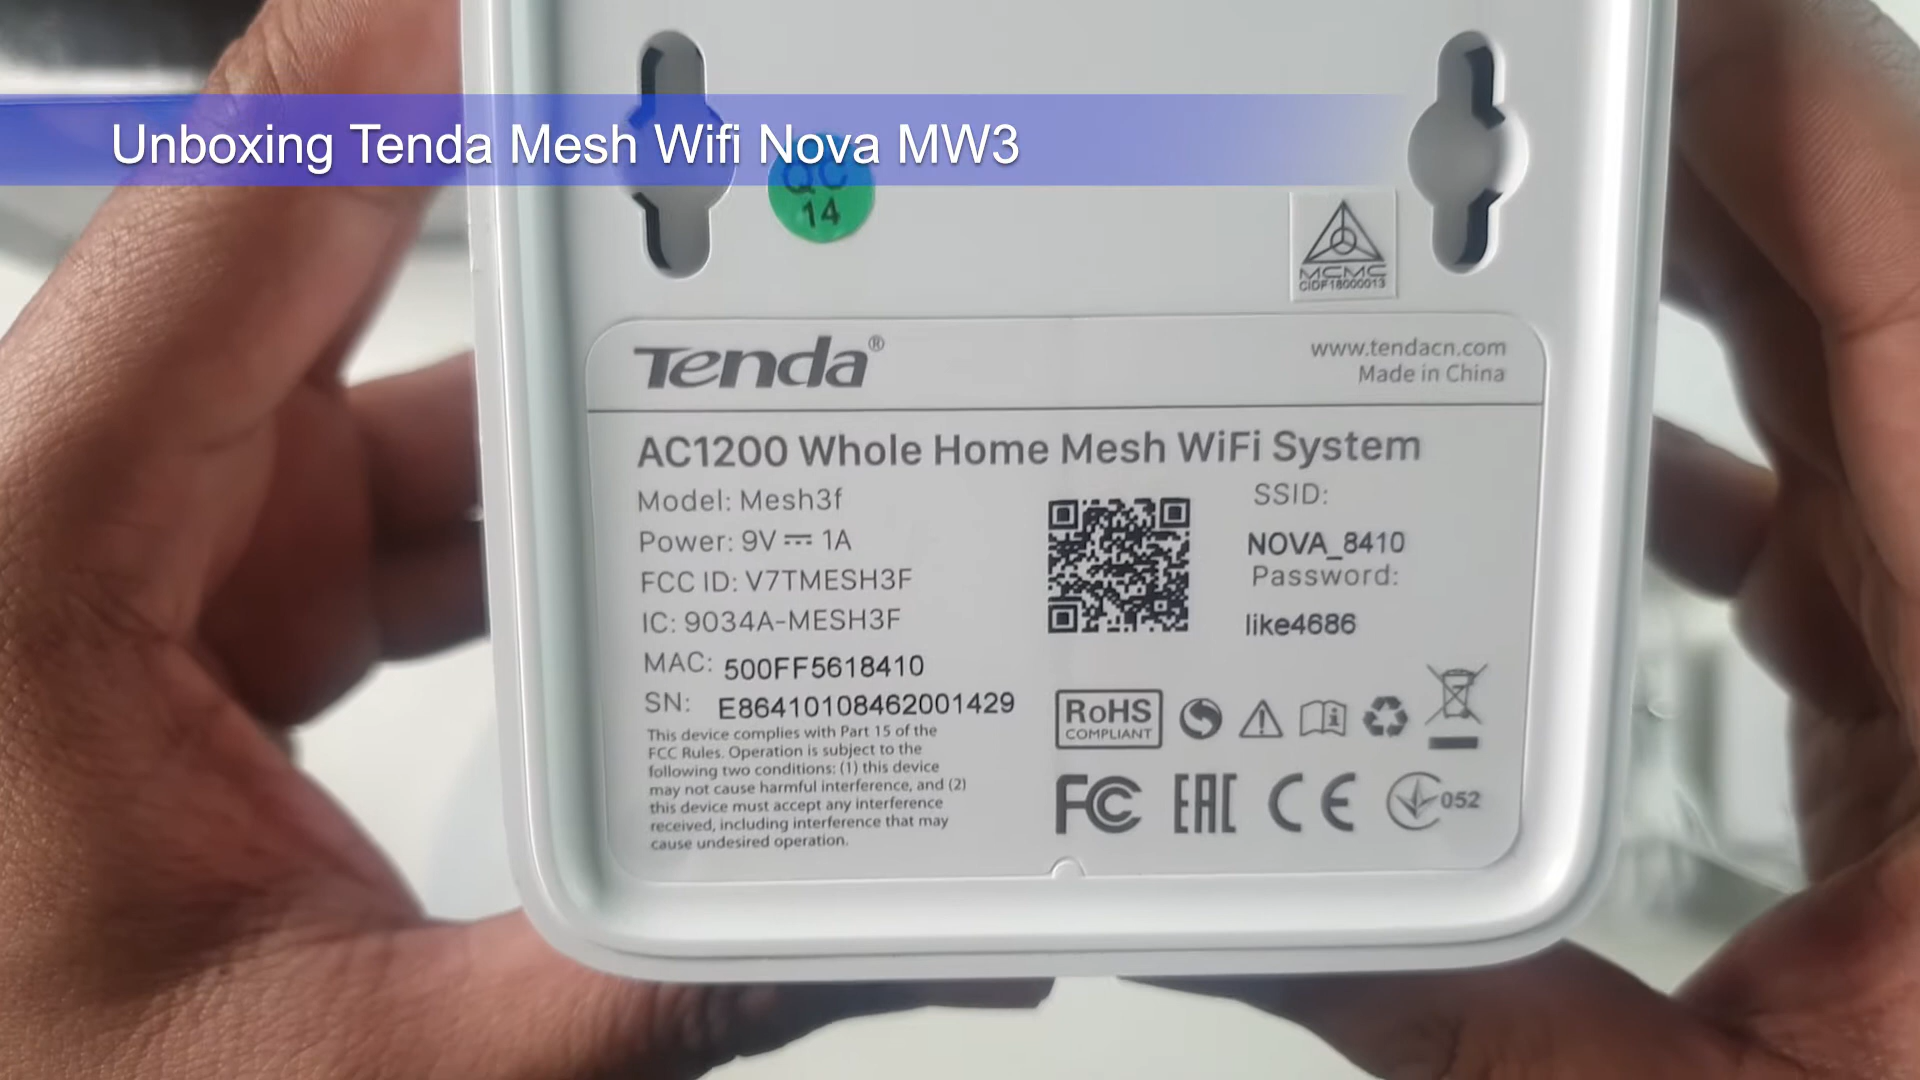 Unboxing Tenda Mesh Wifi Nova MW3
QC
14
MCMC
CIDF18000013
Tenda®
www.tendacn.com
Made in China
AC1200 Whole Home Mesh WiFi System
Model: Mesh3f
Power: 9V ⎓ 1A
FCC ID: V7TMESH3F
IC: 9034A-MESH3F
MAC: 500FF5618410
SN: E86410108462001429
This device complies with Part 15 of the
FCC Rules. Operation is subject to the
following two conditions: (1) this device
may not cause harmful interference, and (2)
this device must accept any interference
received, including interference that may
cause undesired operation.
SSID:
NOVA_8410
Password:
like4686
RoHS
COMPLIANT
FC EAC CE 052